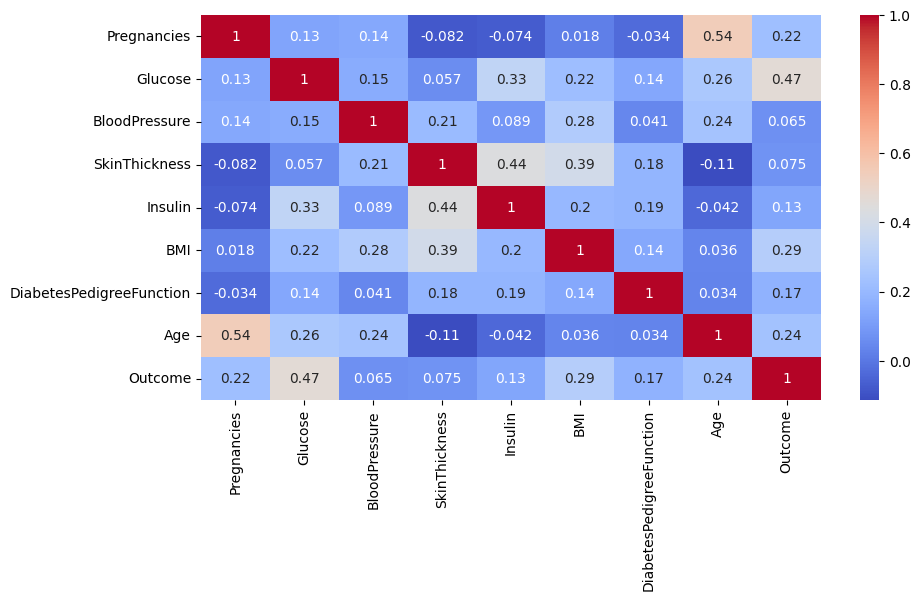 Pregnancies 1 0.13 0.14 -0.082 -0.074 0.018 -0.034 0.54 0.22
Glucose 0.13 1 0.15 0.057 0.33 0.22 0.14 0.26 0.47
BloodPressure 0.14 0.15 1 0.21 0.089 0.28 0.041 0.24 0.065
SkinThickness -0.082 0.057 0.21 1 0.44 0.39 0.18 -0.11 0.075
Insulin -0.074 0.33 0.089 0.44 1 0.2 0.19 -0.042 0.13
BMI 0.018 0.22 0.28 0.39 0.2 1 0.14 0.036 0.29
DiabetesPedigreeFunction -0.034 0.14 0.041 0.18 0.19 0.14 1 0.034 0.17
Age 0.54 0.26 0.24 -0.11 -0.042 0.036 0.034 1 0.24
Outcome 0.22 0.47 0.065 0.075 0.13 0.29 0.17 0.24 1
Pregnancies
Glucose
BloodPressure
SkinThickness
Insulin
BMI
DiabetesPedigreeFunction
Age
Outcome
1.0
0.8
0.6
0.4
0.2
0.0